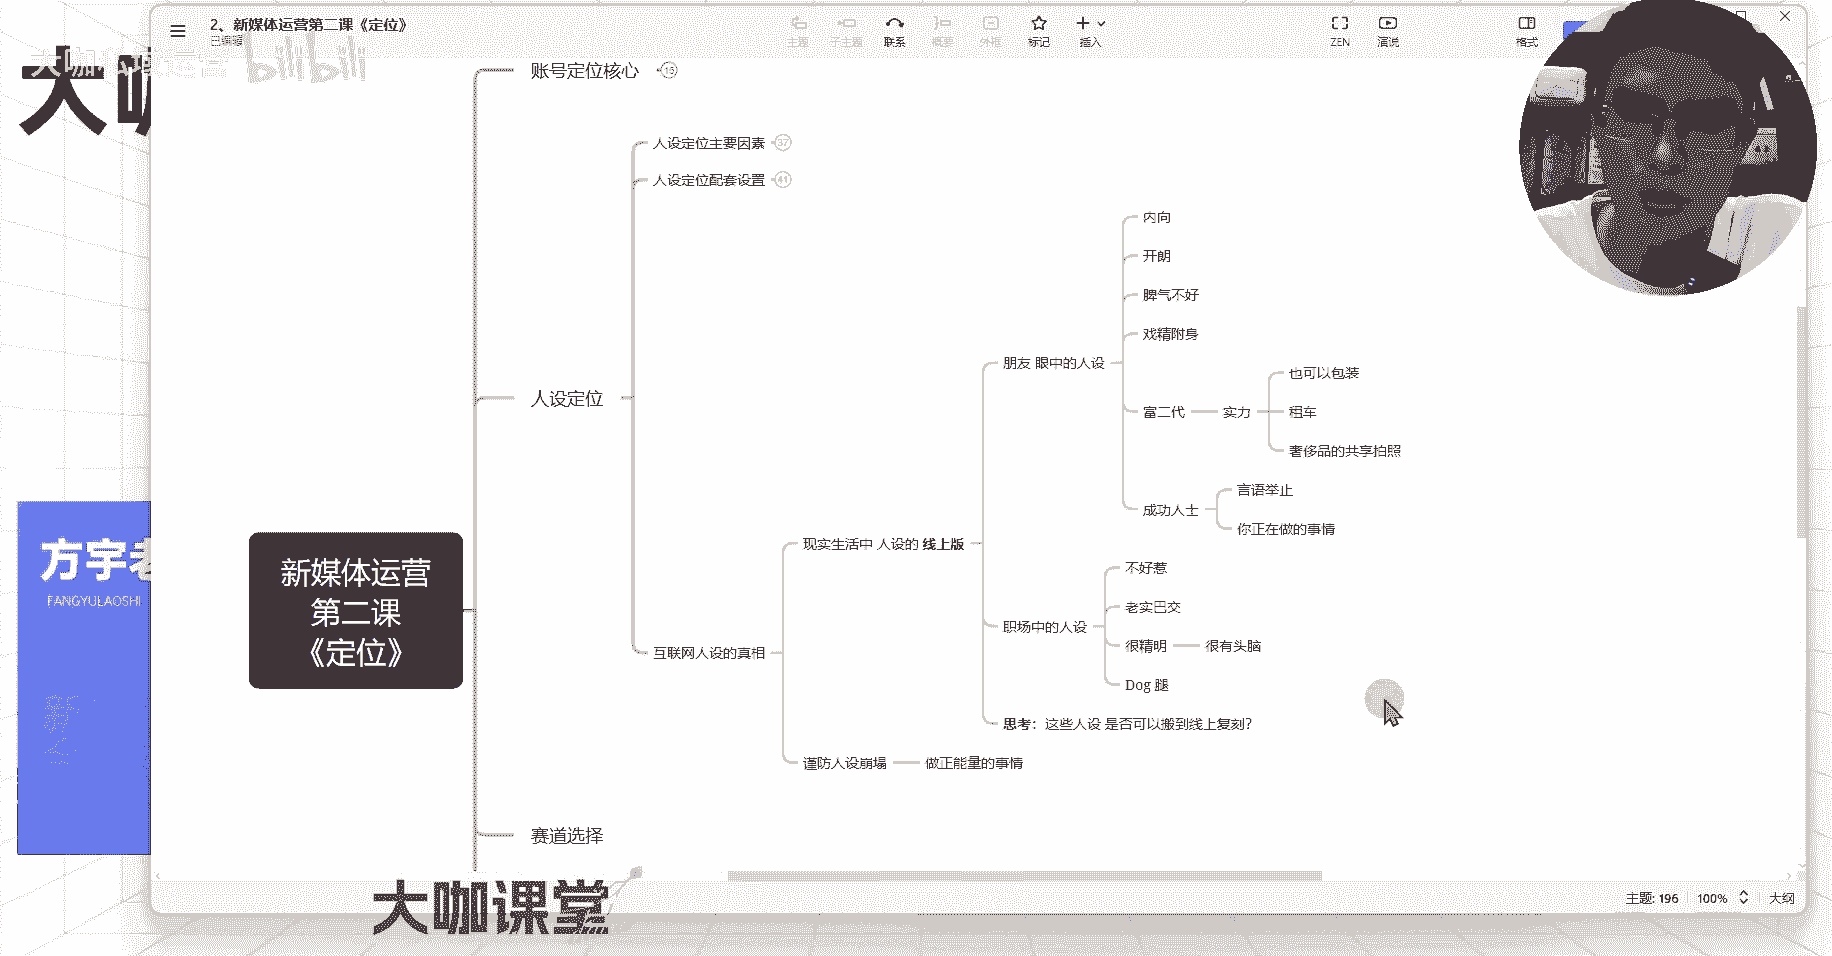 2、新媒体运营第二课《定位》
已编辑
主题
子主题
联系
概要
外框
标记
插入
ZEN
演说
格式
大咖私域运营
bilibili
大咖
账号定位核心
16
人设定位主要因素
37
人设定位配套设置
41
内向
开朗
脾气不好
戏精附身
朋友 眼中的人设
也可以包装
人设定位
富二代
实力
租车
奢侈品的共享拍照
言语举止
成功人士
你正在做的事情
现实生活中 人设的 线上版
方宇老
FANGYULAOSHI
新媒体运营
第二课
《定位》
不好惹
老实巴交
职场中的人设
很精明
很有头脑
互联网人设的真相
Dog 腿
思考：这些人设 是否可以搬到线上复刻?
谨防人设崩塌
做正能量的事情
赛道选择
大咖课堂
主题: 196
100%
大纲